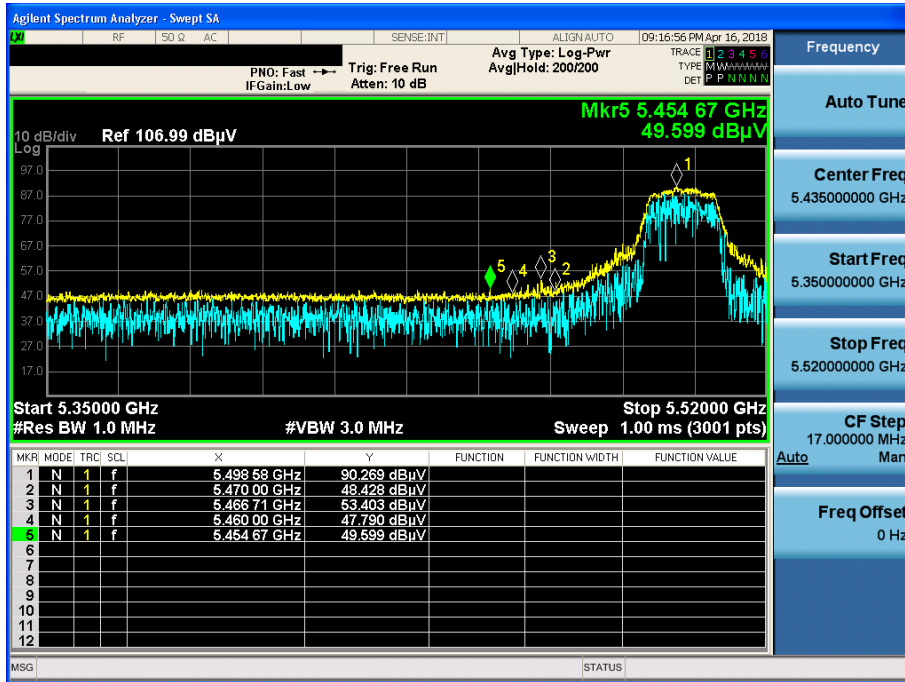 Agilent Spectrum Analyzer - Swept SA
LXI RF 50 Ω AC SENSE:INT ALIGN AUTO 09:16:56 PM Apr 16, 2018
PNO: Fast
IFGain:Low
Trig: Free Run
Atten: 10 dB
Avg Type: Log-Pwr
Avg|Hold: 200/200
TRACE 1 2 3 4 5 6
TYPE MWWWWW
DET P P N N N N
Mkr5 5.454 67 GHz
49.599 dBµV
10 dB/div Ref 106.99 dBµV
Log
97.0
87.0
77.0
67.0
57.0
47.0
37.0
27.0
17.0
1
5 4 3 2
Start 5.35000 GHz Stop 5.52000 GHz
#Res BW 1.0 MHz #VBW 3.0 MHz Sweep 1.00 ms (3001 pts)
MKR MODE TRC SCL X Y FUNCTION FUNCTION WIDTH FUNCTION VALUE
1 N 1 f 5.498 58 GHz 90.269 dBµV
2 N 1 f 5.470 00 GHz 48.428 dBµV
3 N 1 f 5.466 71 GHz 53.403 dBµV
4 N 1 f 5.460 00 GHz 47.790 dBµV
5 N 1 f 5.454 67 GHz 49.599 dBµV
6
7
8
9
10
11
12
MSG STATUS
Frequency
Auto Tune
Center Freq
5.435000000 GHz
Start Freq
5.350000000 GHz
Stop Freq
5.520000000 GHz
CF Step
17.000000 MHz
Auto Man
Freq Offset
0 Hz